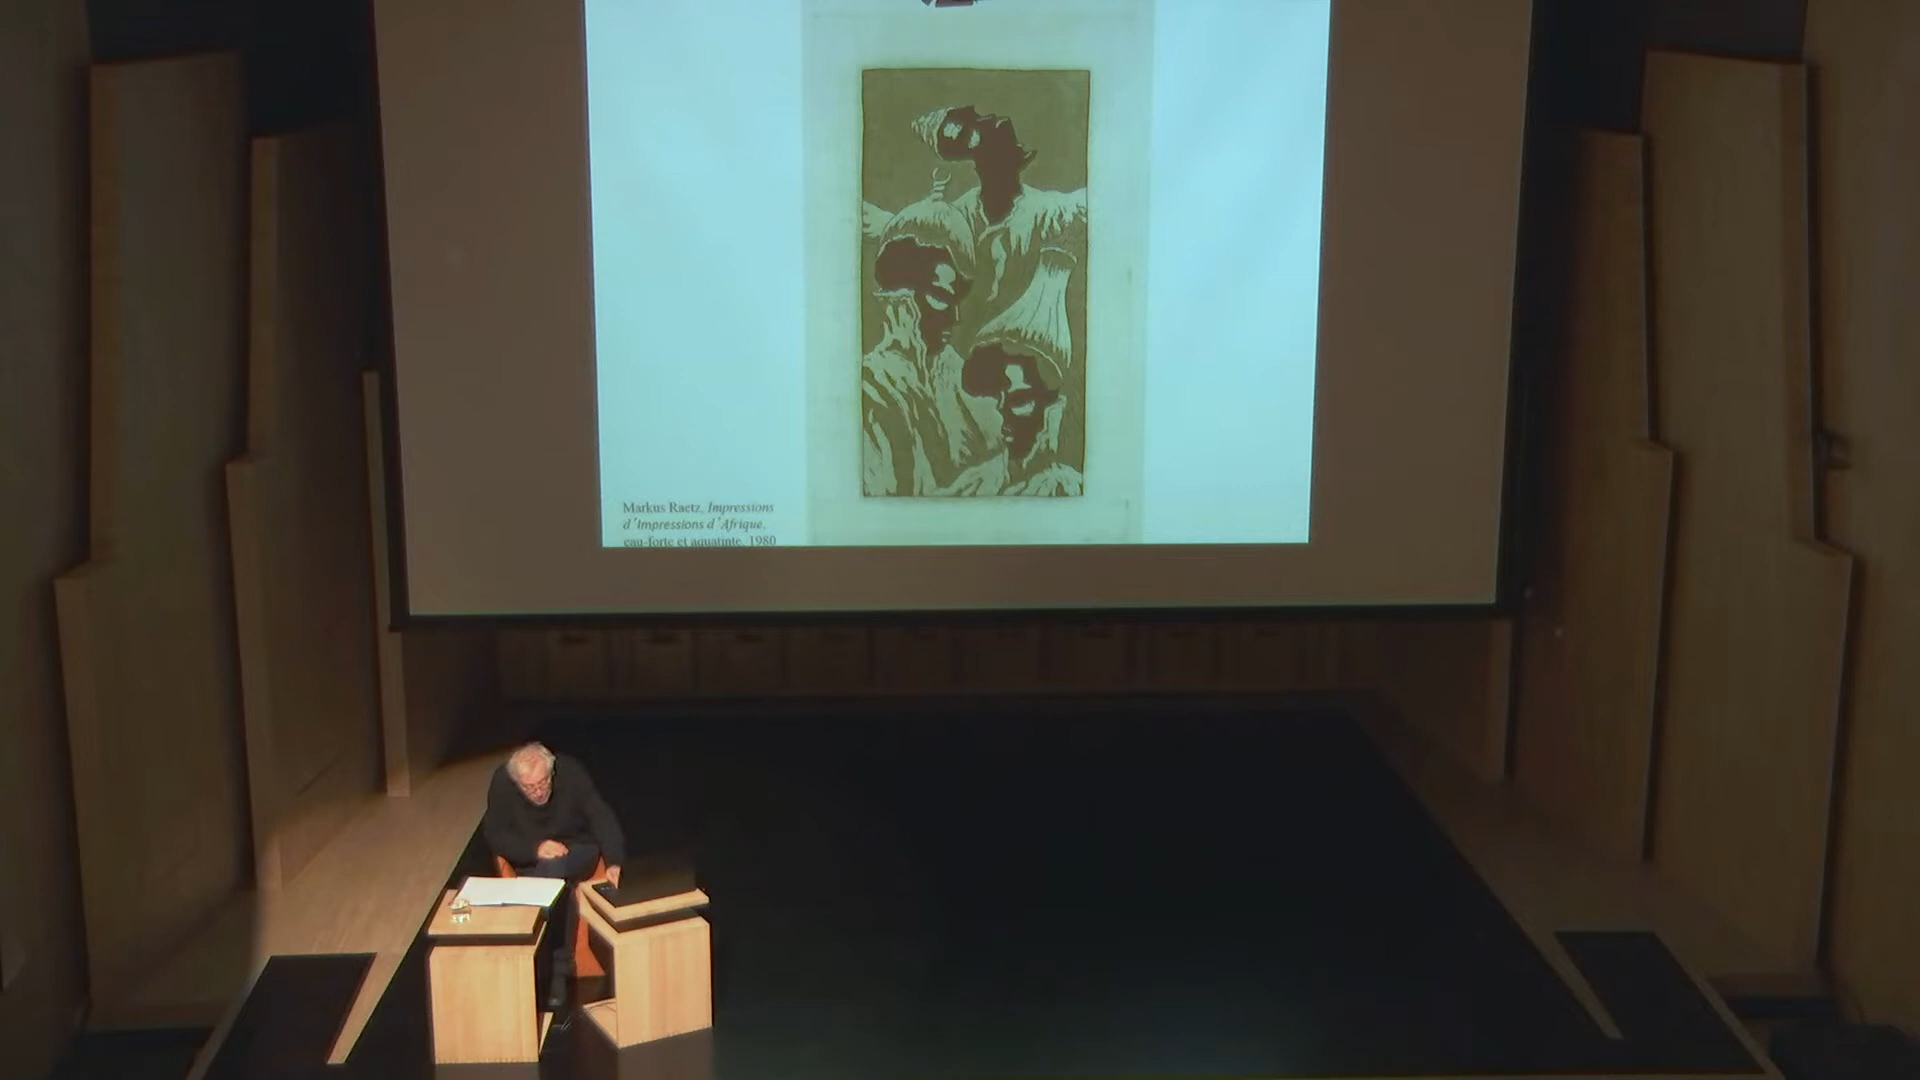 Markus Raetz, Impressions
d'Impressions d'Afrique,
eau-forte et aquatinte, 1980